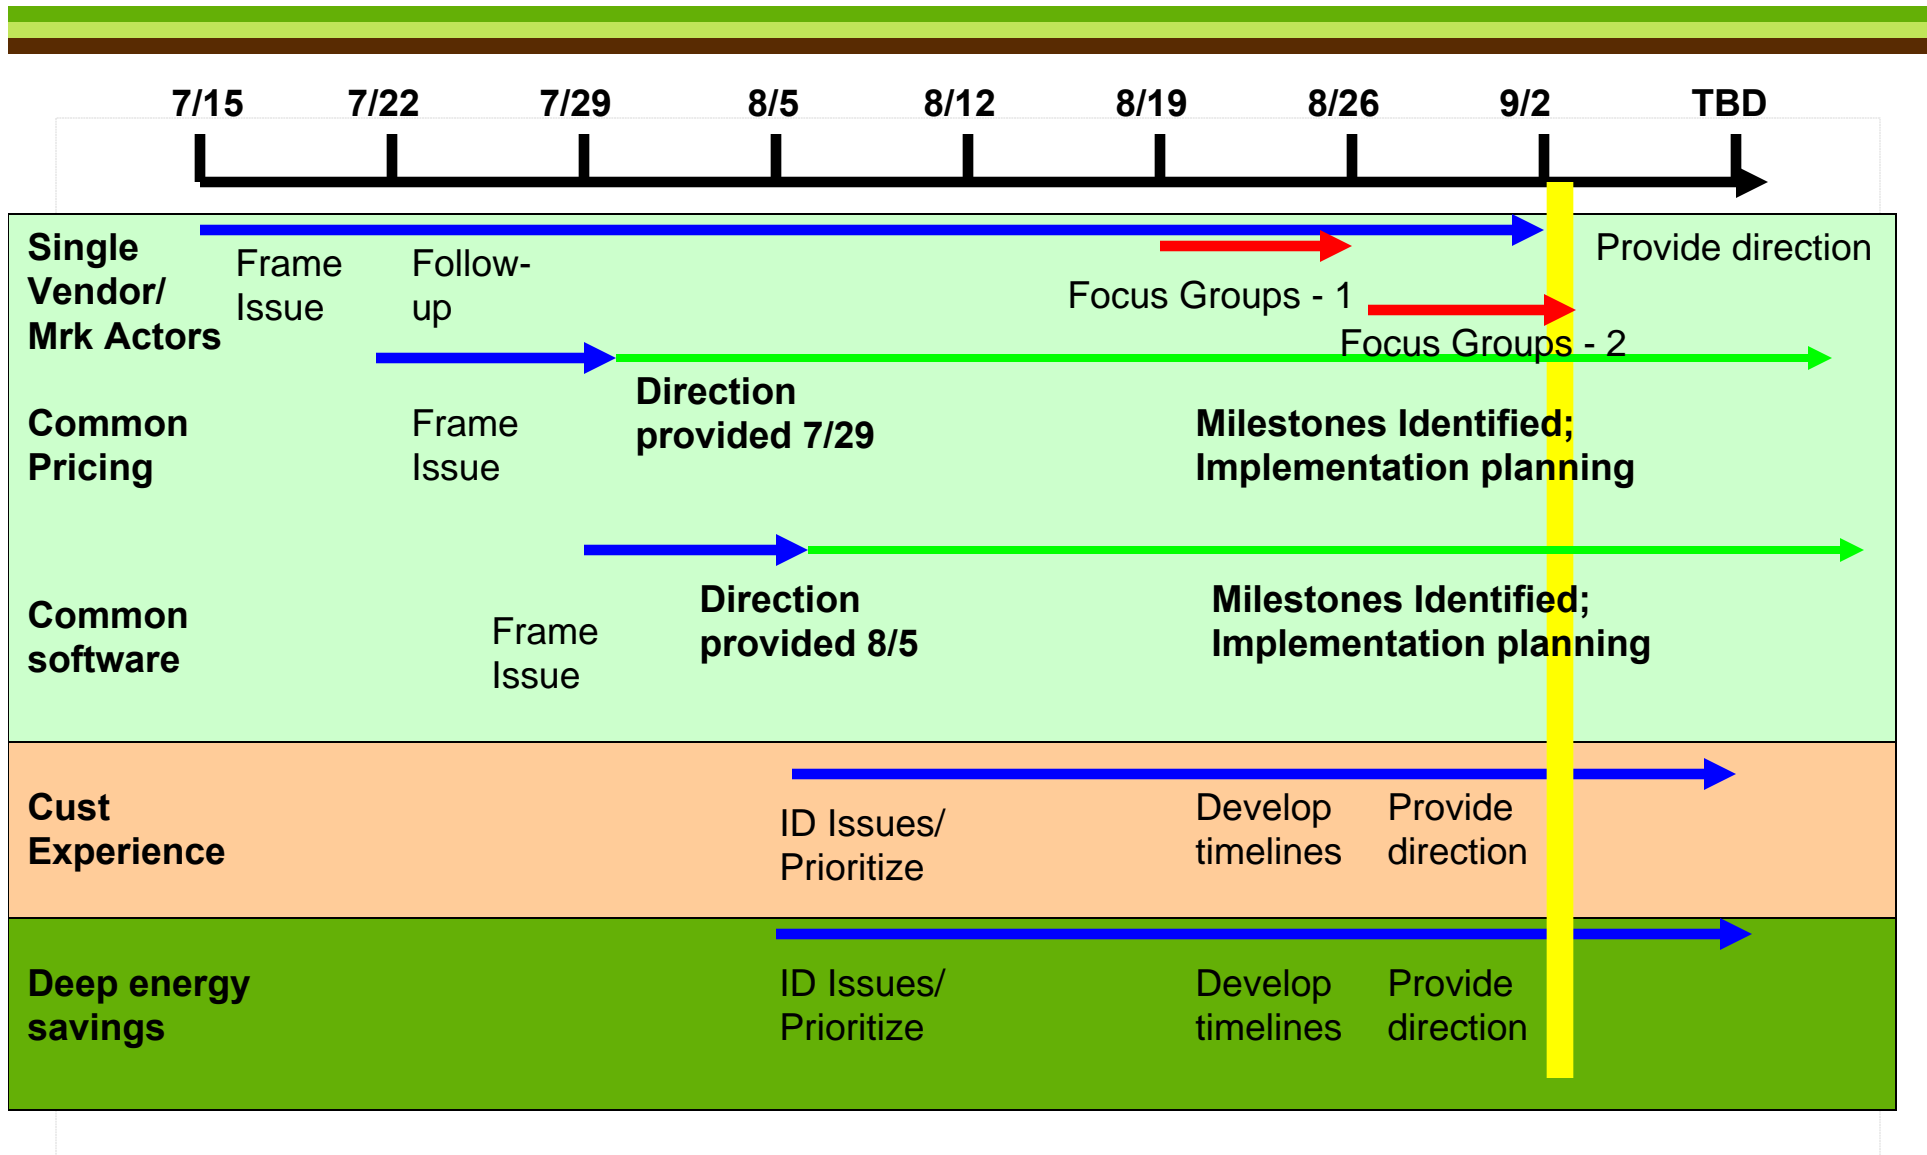 7/15 7/22 7/29 8/5 8/12 8/19 8/26 9/2 TBD
Single
Vendor/
Mrk Actors
Frame
Issue
Follow-
up
Focus Groups - 1
Focus Groups - 2
Provide direction
Common
Pricing
Frame
Issue
Direction
provided 7/29
Milestones Identified;
Implementation planning
Common
software
Frame
Issue
Direction
provided 8/5
Milestones Identified;
Implementation planning
Cust
Experience
ID Issues/
Prioritize
Develop
timelines
Provide
direction
Deep energy
savings
ID Issues/
Prioritize
Develop
timelines
Provide
direction